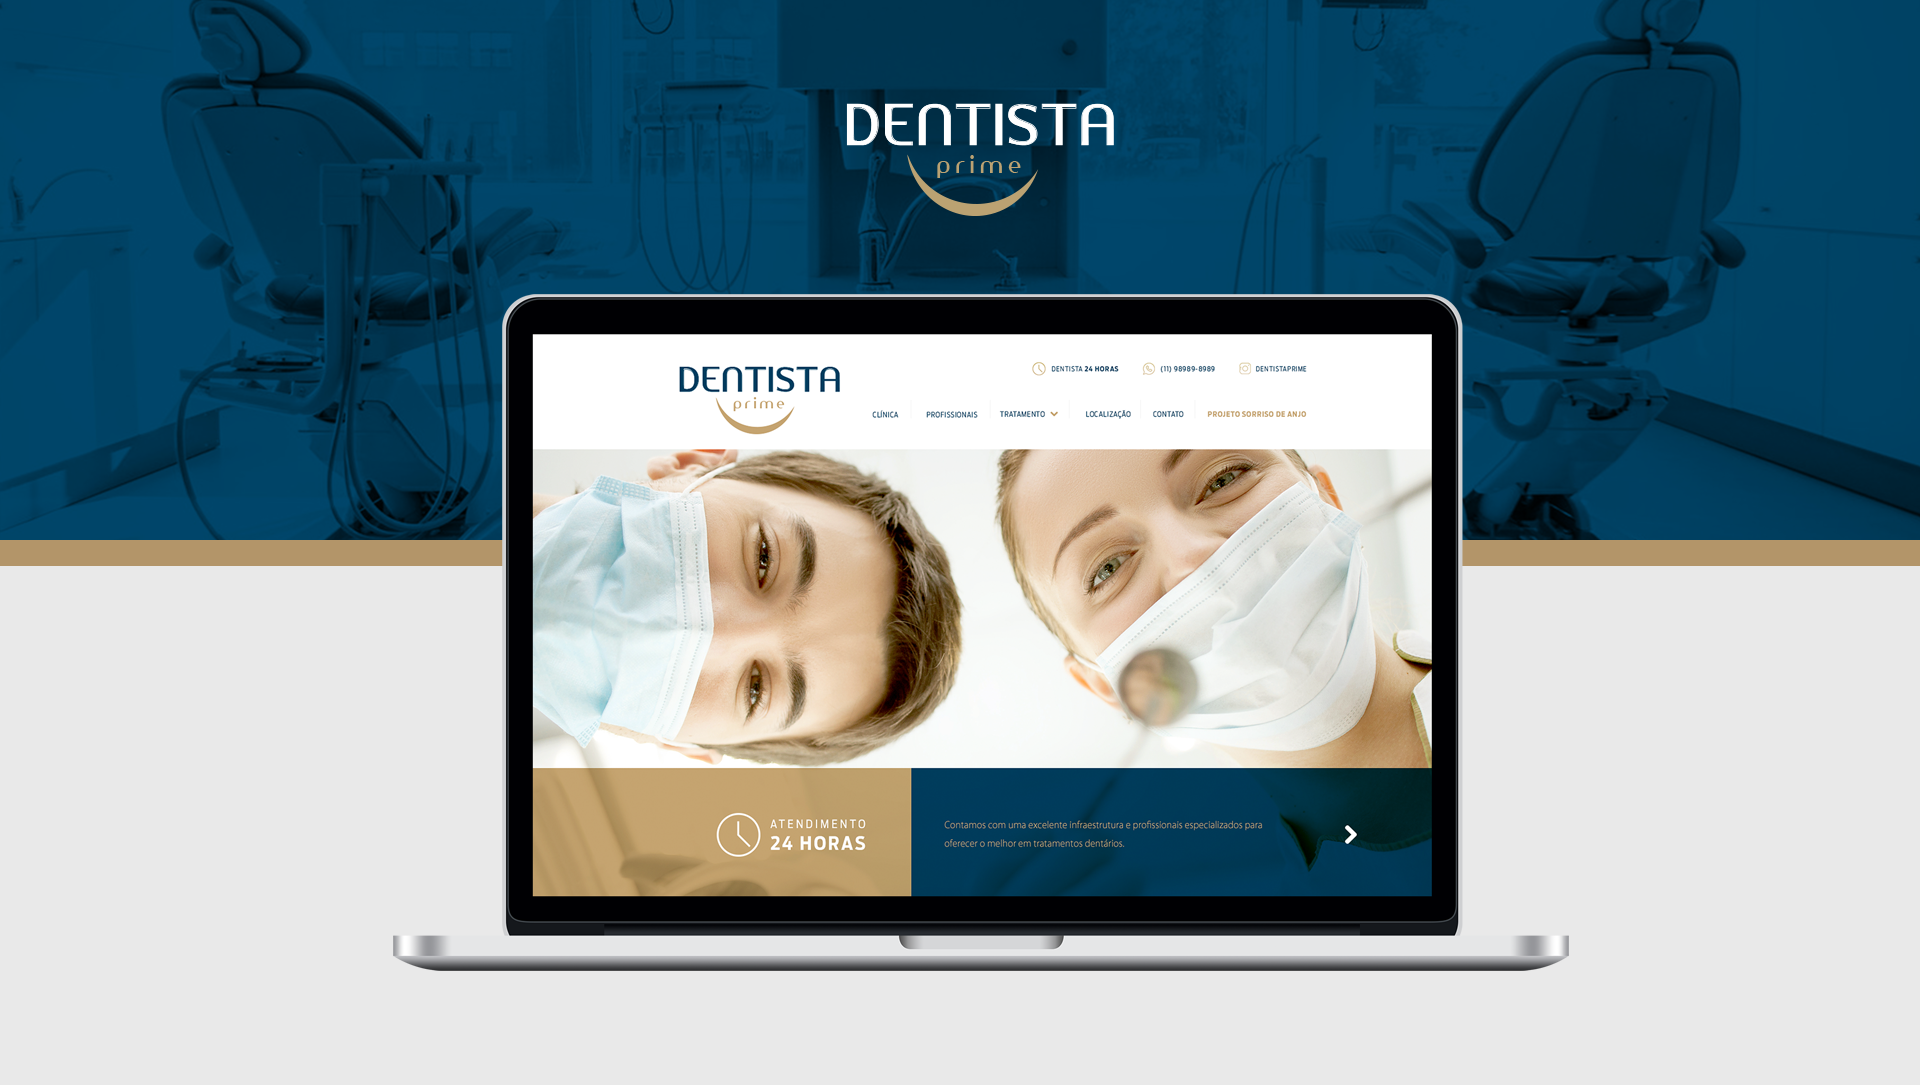 DENTISTA
prime
DENTISTA
prime
DENTISTA 24 HORAS
(11) 98989-8989
DENTISTAPRIME
CLÍNICA
PROFISSIONAIS
TRATAMENTO
LOCALIZAÇÃO
CONTATO
PROJETO SORRISO DE ANJO
ATENDIMENTO
24 HORAS
Contamos com uma excelente infraestrutura e profissionais especializados para
oferecer o melhor em tratamentos dentários.